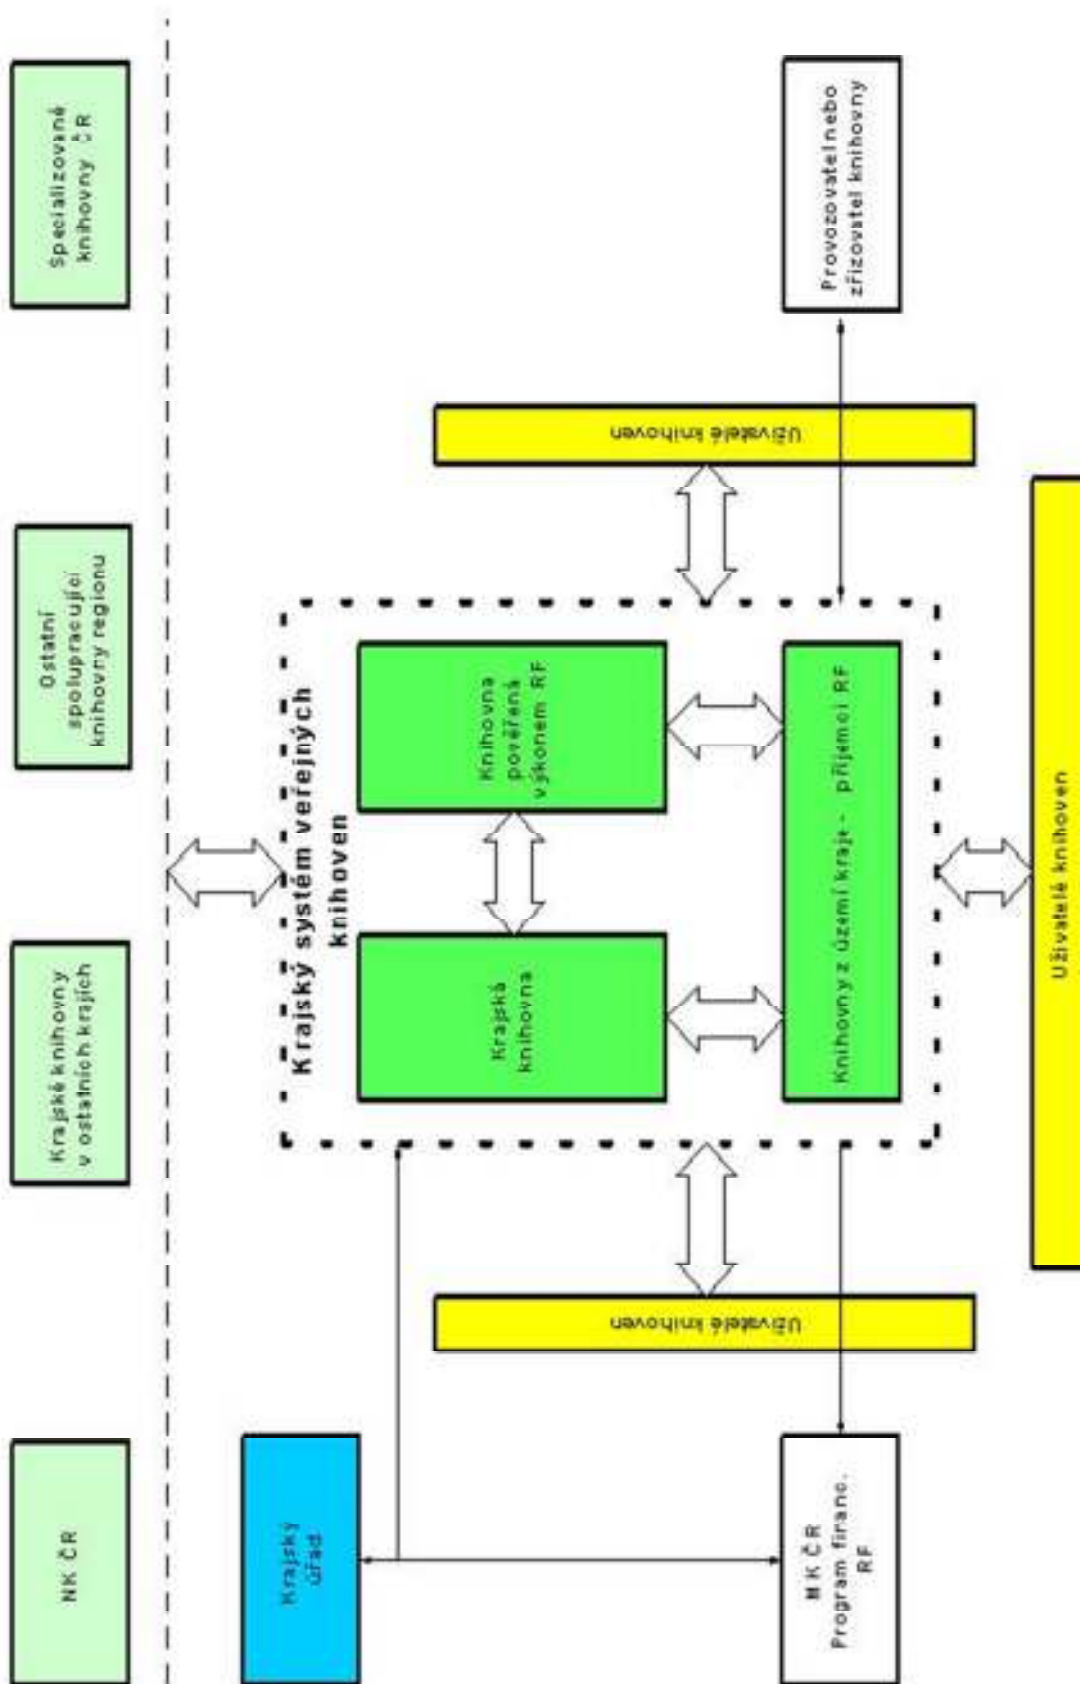 NK ČR
Krajské knihovny
v ostatních krajích
Ostatní
spolupracující
knihovny regionu
Specializované
knihovny ČR
Krajský systém veřejných
knihoven
Krajský
úřad
Krajská
knihovna
Knihovna
pověřená
výkonem RF
Uživatelé knihoven
Uživatelé knihoven
MK ČR
Program financ.
RF
Knihovny z území kraje - příjemci RF
Provozovatel nebo
zřizovatel knihovny
Uživatelé knihoven